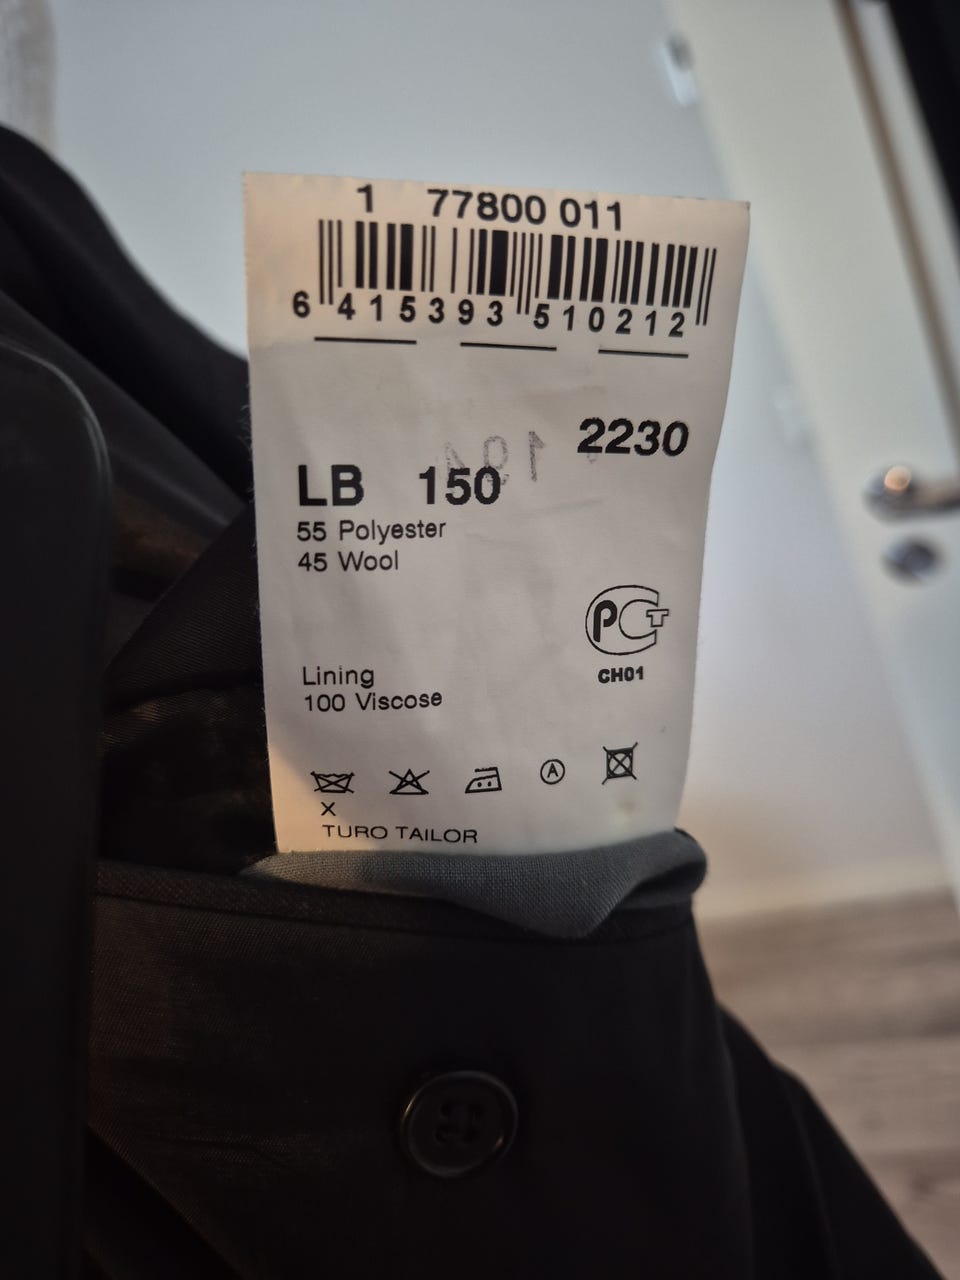 1 77800 011
6 415393 510212
2230
LB 150
55 Polyester
45 Wool
PCT
CH01
Lining
100 Viscose
A
X
TURO TAILOR